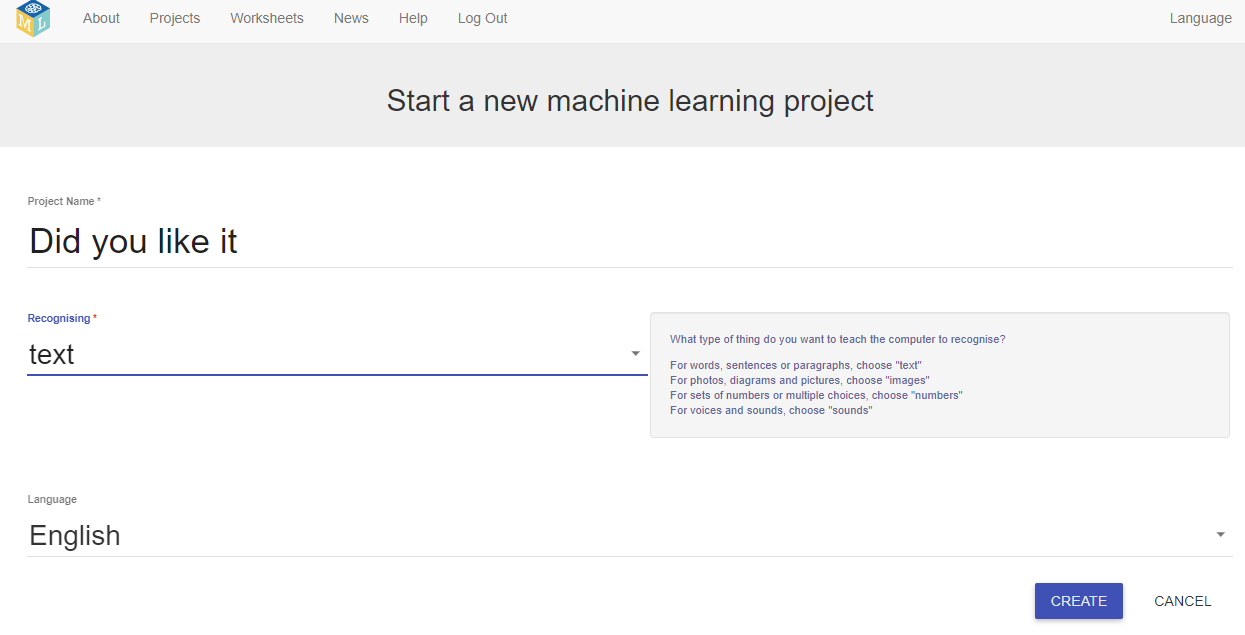 ML
About Projects Worksheets News Help Log Out Language
Start a new machine learning project
Project Name *
Did you like it
Recognising *
text
What type of thing do you want to teach the computer to recognise?
For words, sentences or paragraphs, choose "text"
For photos, diagrams and pictures, choose "images"
For sets of numbers or multiple choices, choose "numbers"
For voices and sounds, choose "sounds"
Language
English
CREATE CANCEL